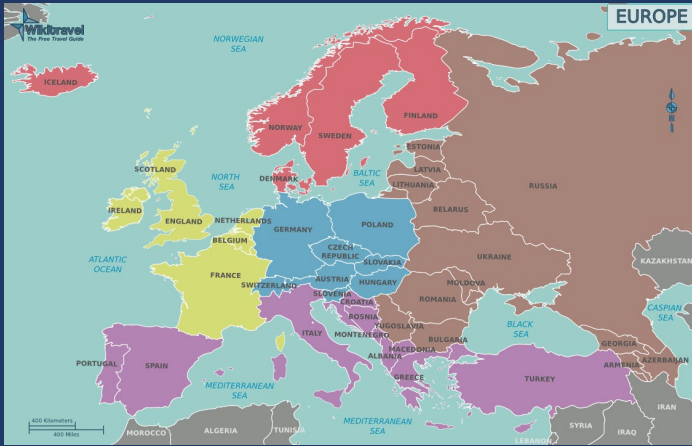 EUROPE
Wikitravel
The Free Travel Guide
NORWEGIAN
SEA
ICELAND
FINLAND
NORWAY
SWEDEN
N
ESTONIA
SCOTLAND
LATVIA
NORTH
SEA
DENMARK
BALTIC
SEA
LITHUANIA
RUSSIA
IRELAND
ENGLAND
NETHERLANDS
BELARUS
GERMANY
POLAND
BELGIUM
CZECH
REPUBLIC
UKRAINE
ATLANTIC
OCEAN
SLOVAKIA
KAZAKHSTAN
FRANCE
SWITZERLAND
AUSTRIA
HUNGARY
MOLDOVA
SLOVENIA
CROATIA
ROMANIA
CASPIAN
SEA
BOSNIA
ITALY
MONTENEGRO
YUGOSLAVIA
BLACK
SEA
BULGARIA
GEORGIA
MACEDONIA
ALBANIA
AZERBAIJAN
ARMENIA
PORTUGAL
SPAIN
GREECE
TURKEY
MEDITERRANEAN
SEA
IRAN
400 Kilometers
400 Miles
MOROCCO
ALGERIA
TUNISIA
MEDITERRANEAN
SEA
SYRIA
IRAQ
LEBANON